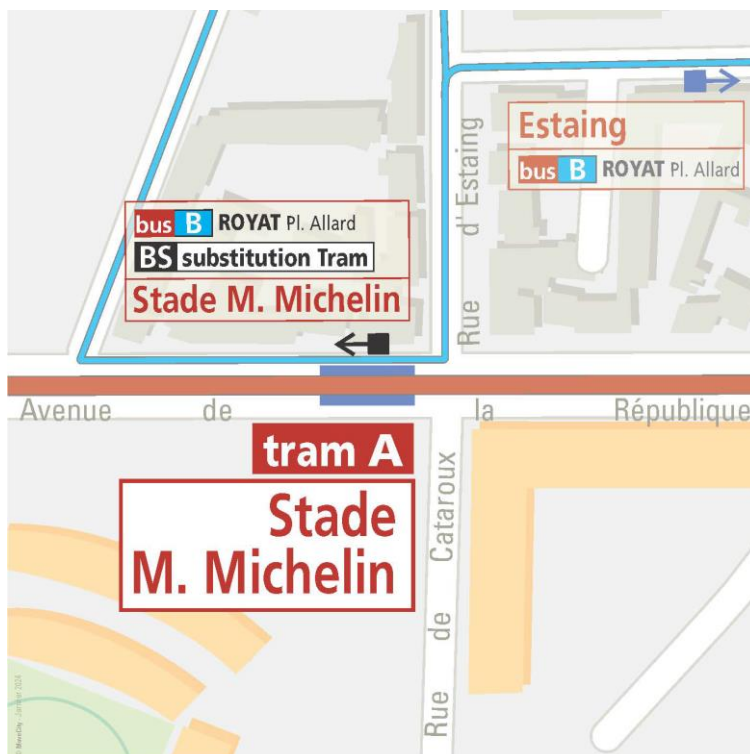 Estaing
bus B ROYAT Pl. Allard
Rue d' Estaing
bus B ROYAT Pl. Allard
BS substitution Tram
Stade M. Michelin
Avenue de la République
tram A
Stade
M. Michelin
Rue de Cataroux